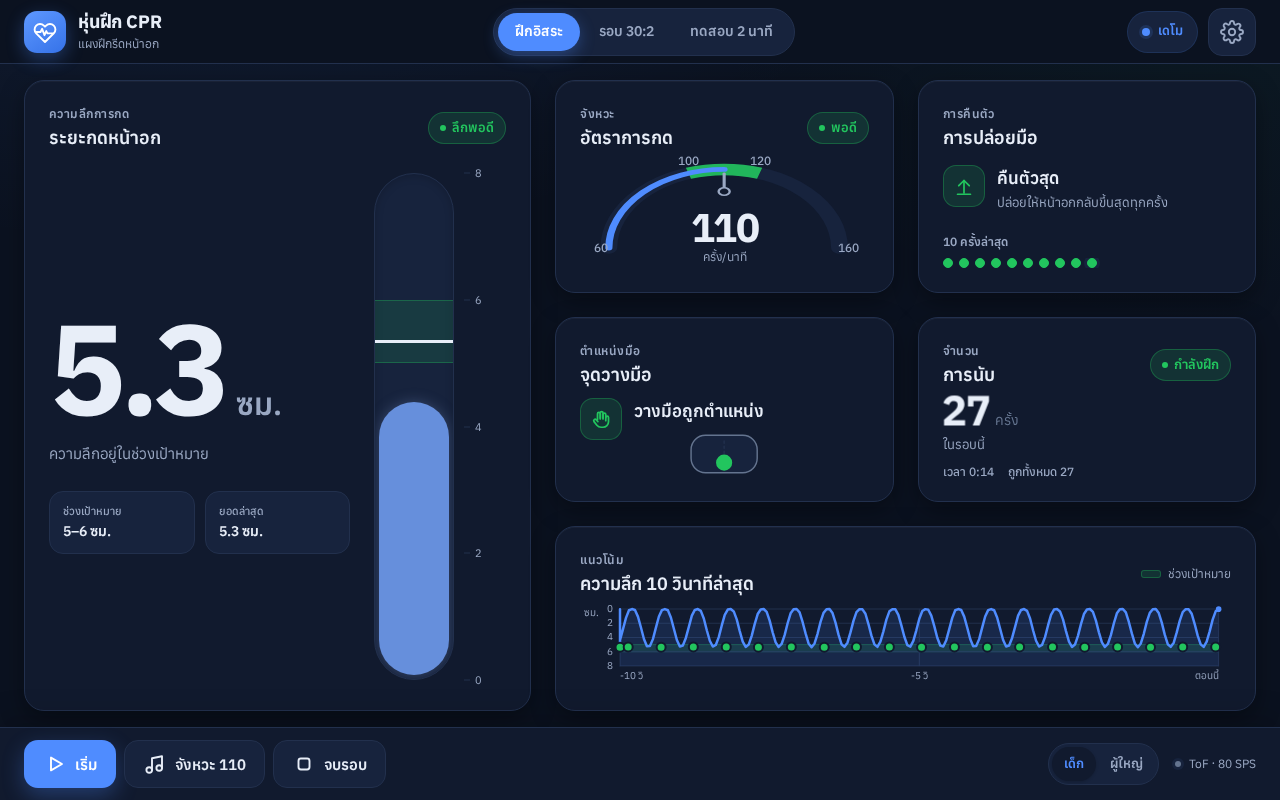 หุ่นฝึก CPR
แผงฝึกรีดหน้าอก
ฝึกอิสระ
รอบ 30:2
ทดสอบ 2 นาที
เดโม
ความลึกการกด
ระยะกดหน้าอก
ลึกพอดี
8
6
4
2
0
5.3 ซม.
ความลึกอยู่ในช่วงเป้าหมาย
ช่วงเป้าหมาย
5–6 ซม.
ยอดล่าสุด
5.3 ซม.
จังหวะ
อัตราการกด
พอดี
100
120
60
160
110
ครั้ง/นาที
การคืนตัว
การปล่อยมือ
คืนตัวสุด
ปล่อยให้หน้าอกกลับขึ้นสุดทุกครั้ง
10 ครั้งล่าสุด
ตำแหน่งมือ
จุดวางมือ
วางมือถูกตำแหน่ง
จำนวน
การนับ
กำลังฝึก
27 ครั้ง
ในรอบนี้
เวลา 0:14 ถูกทั้งหมด 27
แนวโน้ม
ความลึก 10 วินาทีล่าสุด
ช่วงเป้าหมาย
ซม.
0
2
4
6
8
-10 วิ
-5 วิ
ตอนนี้
เริ่ม
จังหวะ 110
จบรอบ
เด็ก
ผู้ใหญ่
ToF · 80 SPS